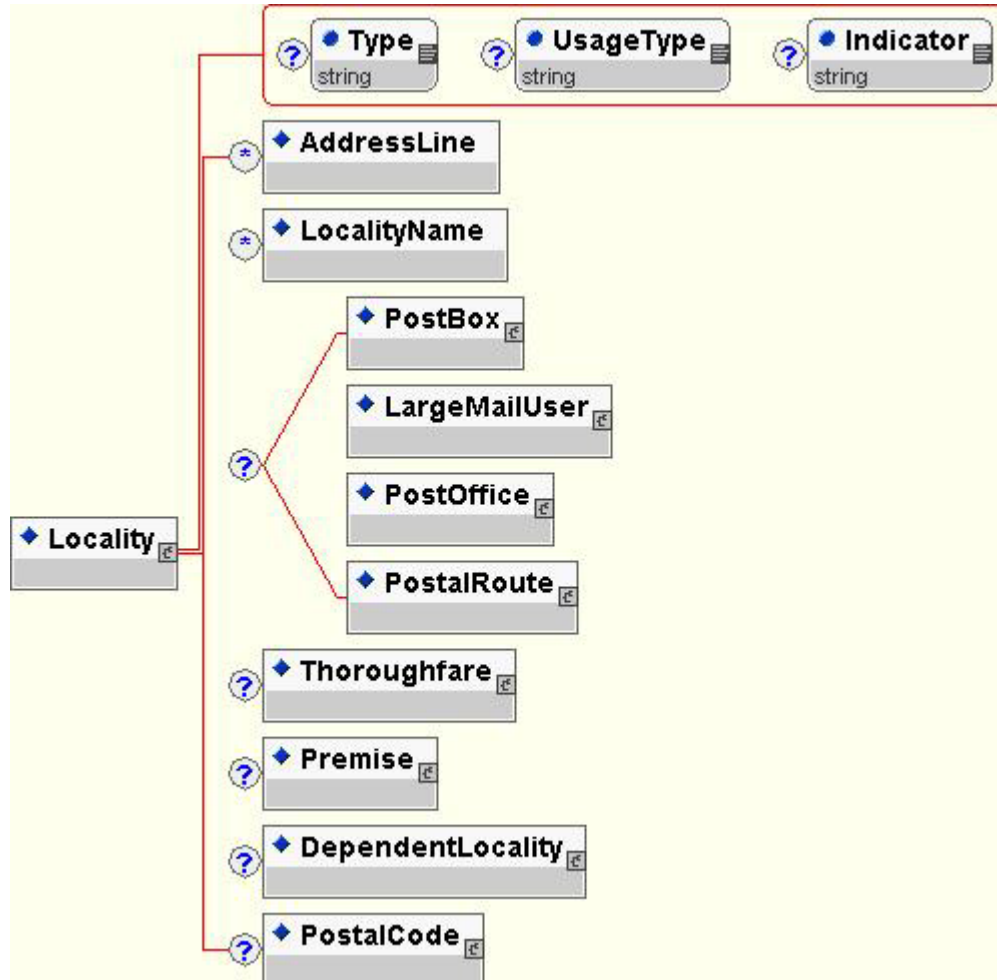 ? Type ? UsageType ? Indicator
string string string
* AddressLine
* LocalityName
PostBox
LargeMailUser
?
PostOffice
Locality
PostalRoute
? Thoroughfare
? Premise
? DependentLocality
? PostalCode